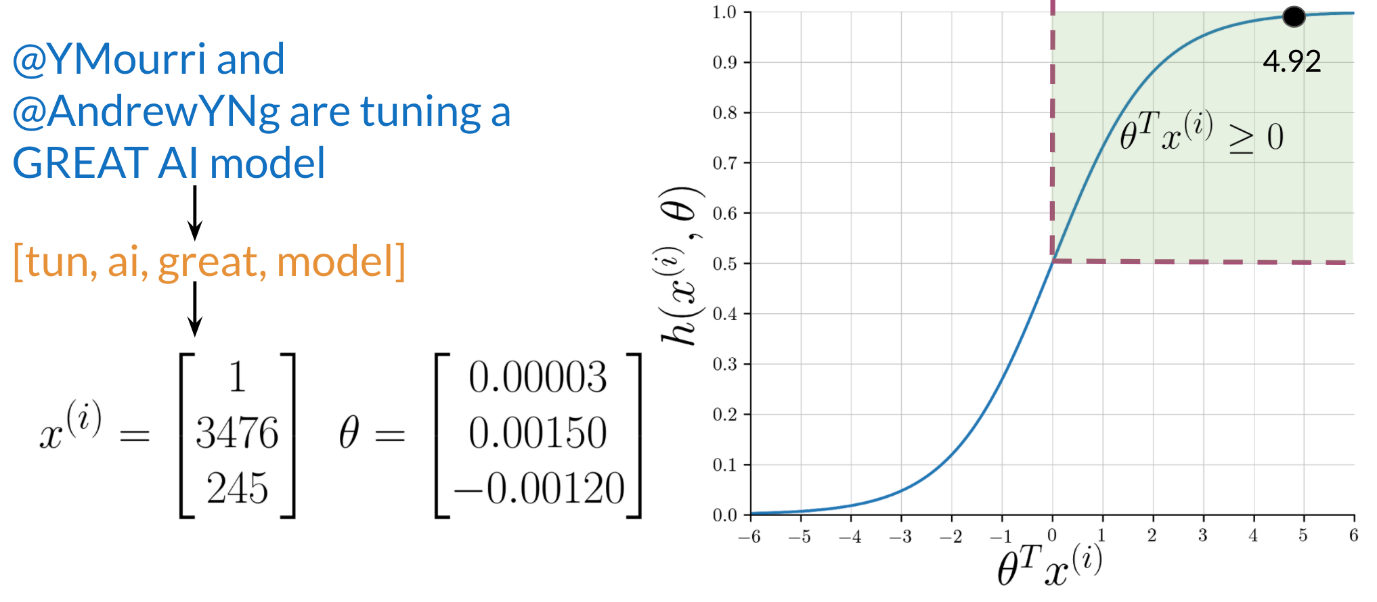 @YMourri and
@AndrewYNg are tuning a
GREAT AI model
[tun, ai, great, model]
x^{(i)} = [1 3476 245]
θ = [0.00003 0.00150 −0.00120]
h(x^{(i)}, θ)
1.0
0.9
0.8
0.7
0.6
0.5
0.4
0.3
0.2
0.1
0.0
4.92
θ^T x^{(i)} ≥ 0
−6 −5 −4 −3 −2 −1 0 1 2 3 4 5 6
θ^T x^{(i)}